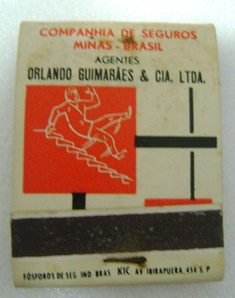 COMPANHIA DE SEGUROS
MINAS - BRASIL
AGENTES
ORLANDO GUIMARÃES & CIA. LTDA.
FÓSFOROS DE SEG. IND. BRAS. KIC AV. IBIRAPUERA, 454 S. P.